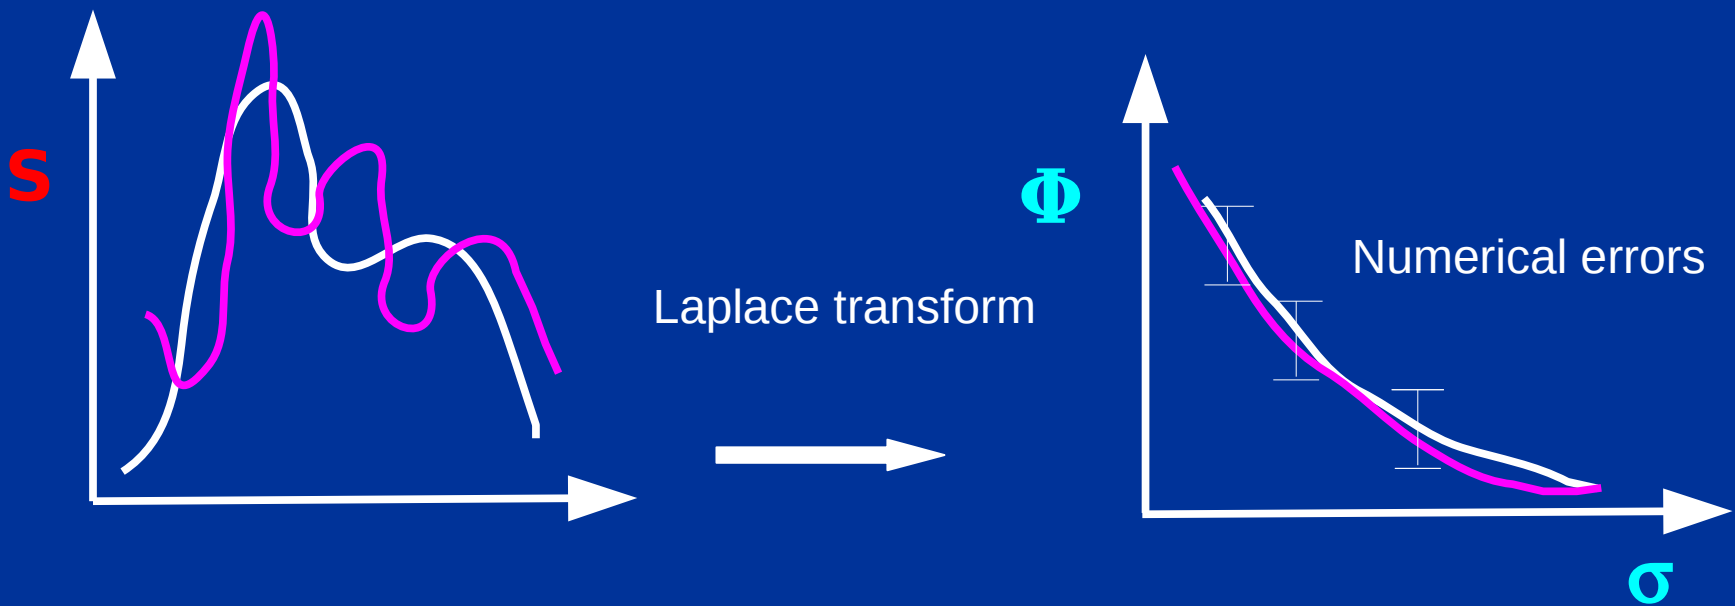 S
Laplace transform
Φ
Numerical errors
σ